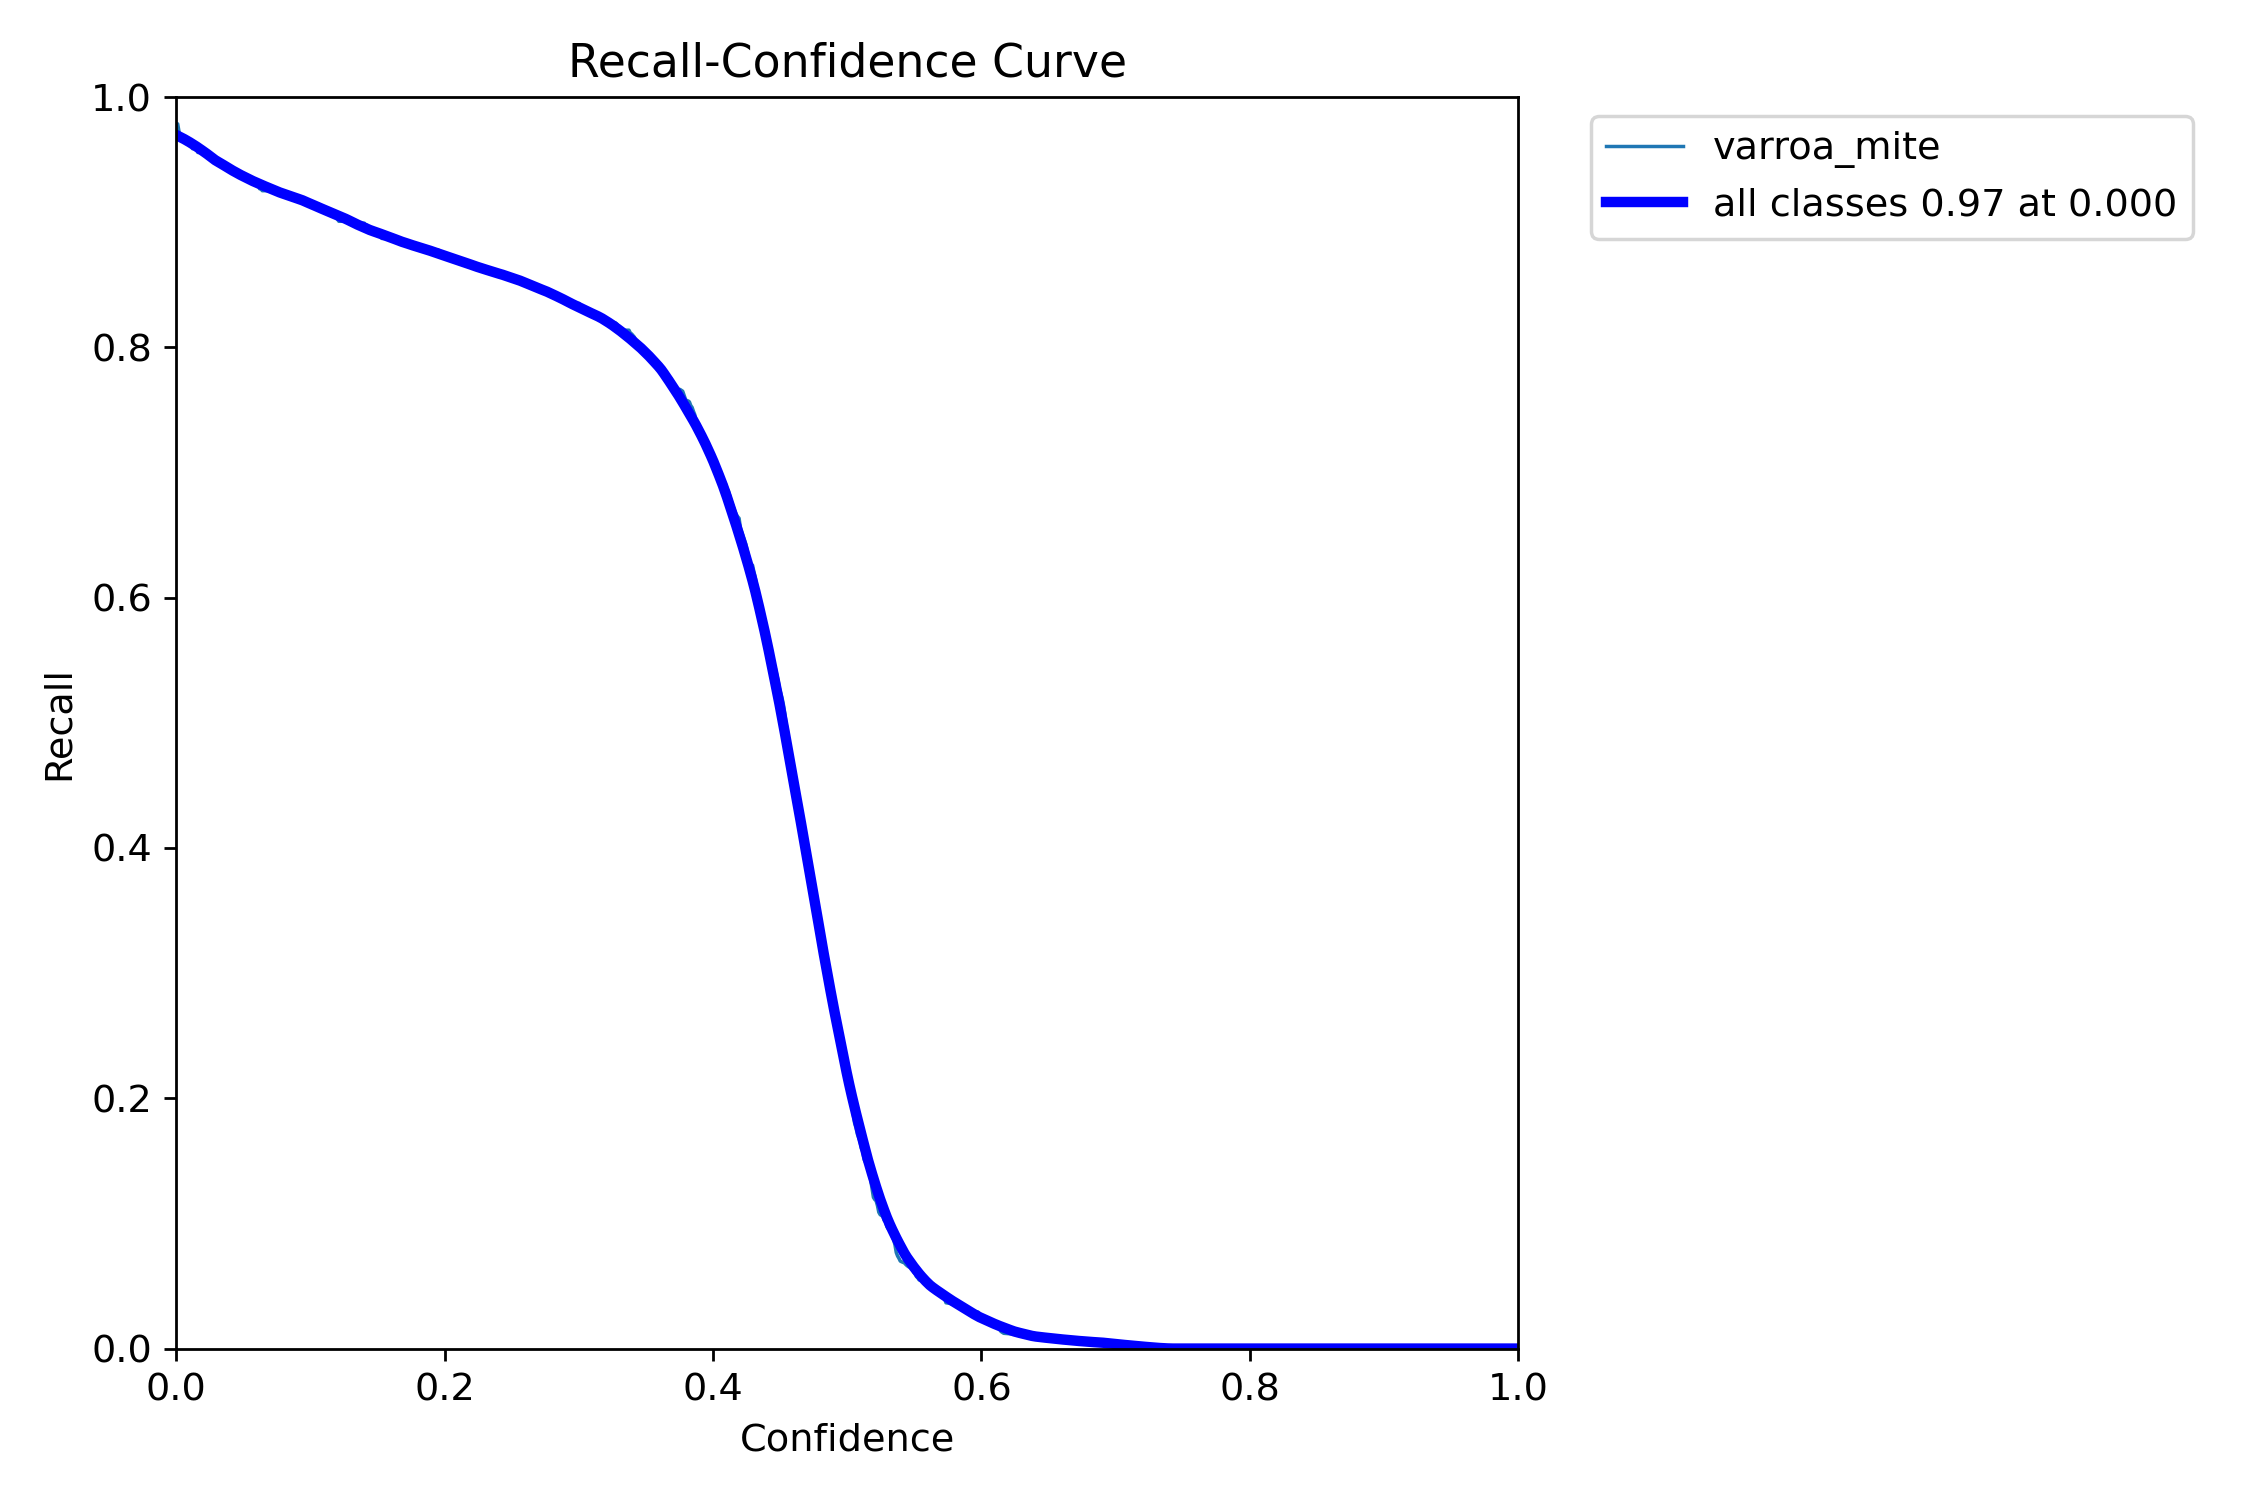 Recall-Confidence Curve
varroa_mite
all classes 0.97 at 0.000
Recall
1.0
0.8
0.6
0.4
0.2
0.0
0.0 0.2 0.4 0.6 0.8 1.0
Confidence